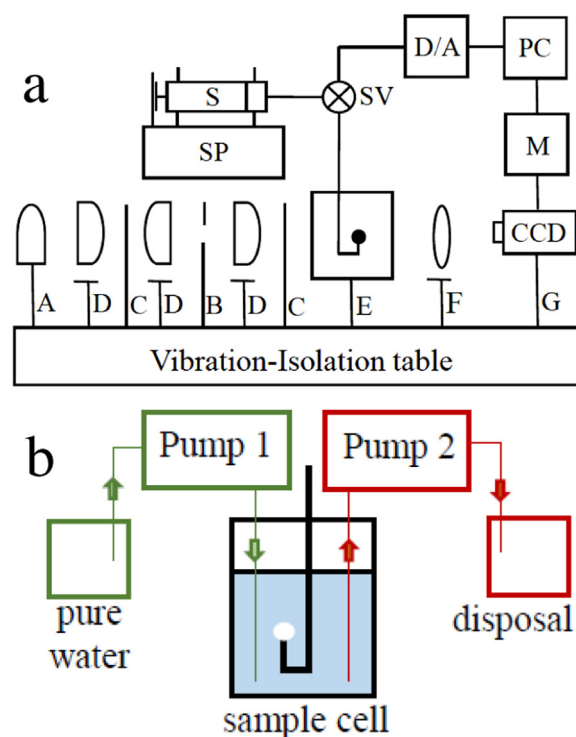 a
D/A
PC
S
SV
SP
M
CCD
A
D
C
D
B
D
C
E
F
G
Vibration-Isolation table
b
Pump 1
Pump 2
pure
water
disposal
sample cell